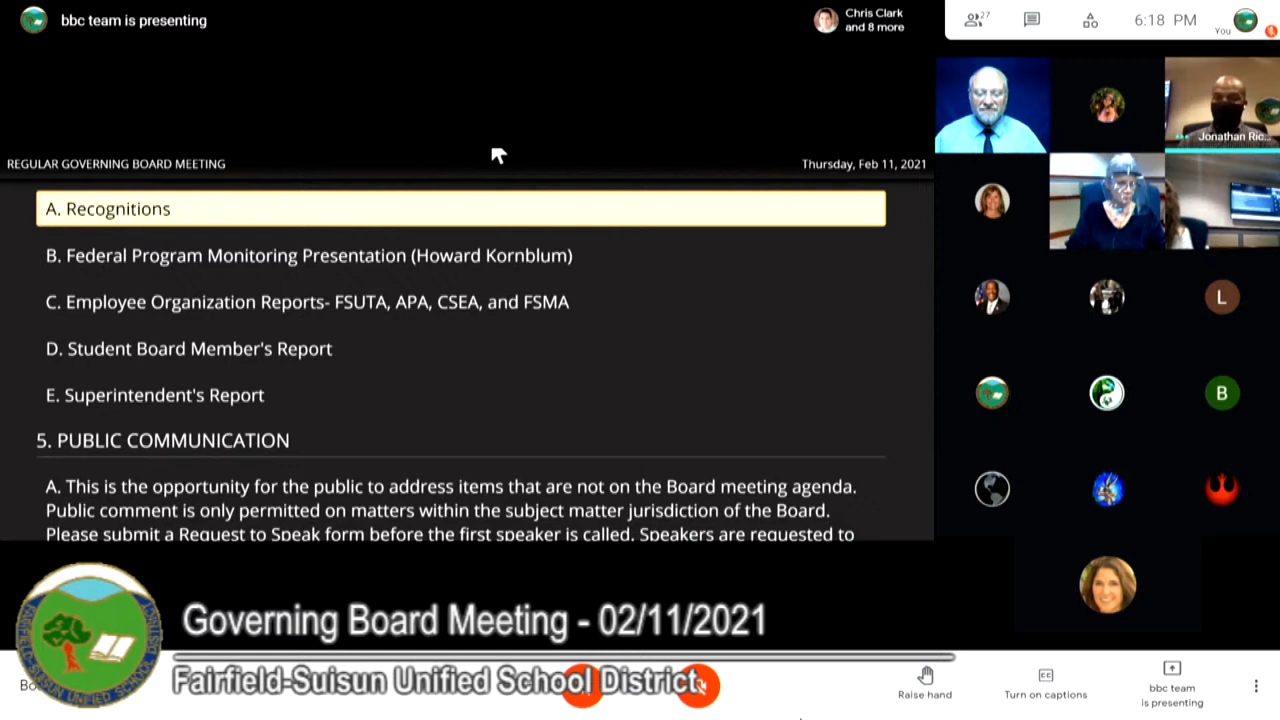 bbc team is presenting
Chris Clark
and 8 more
27
6:18 PM
You
REGULAR GOVERNING BOARD MEETING
Thursday, Feb 11, 2021
Jonathan Ric...
A. Recognitions
B. Federal Program Monitoring Presentation (Howard Kornblum)
C. Employee Organization Reports- FSUTA, APA, CSEA, and FSMA
D. Student Board Member's Report
E. Superintendent's Report
5. PUBLIC COMMUNICATION
A. This is the opportunity for the public to address items that are not on the Board meeting agenda.
Public comment is only permitted on matters within the subject matter jurisdiction of the Board.
Please submit a Request to Speak form before the first speaker is called. Speakers are requested to
L
B
Governing Board Meeting - 02/11/2021
Fairfield-Suisun Unified School District
FAIRFIELD-SUISUN UNIFIED SCHOOL DISTRICT
Raise hand
CC
Turn on captions
bbc team
is presenting